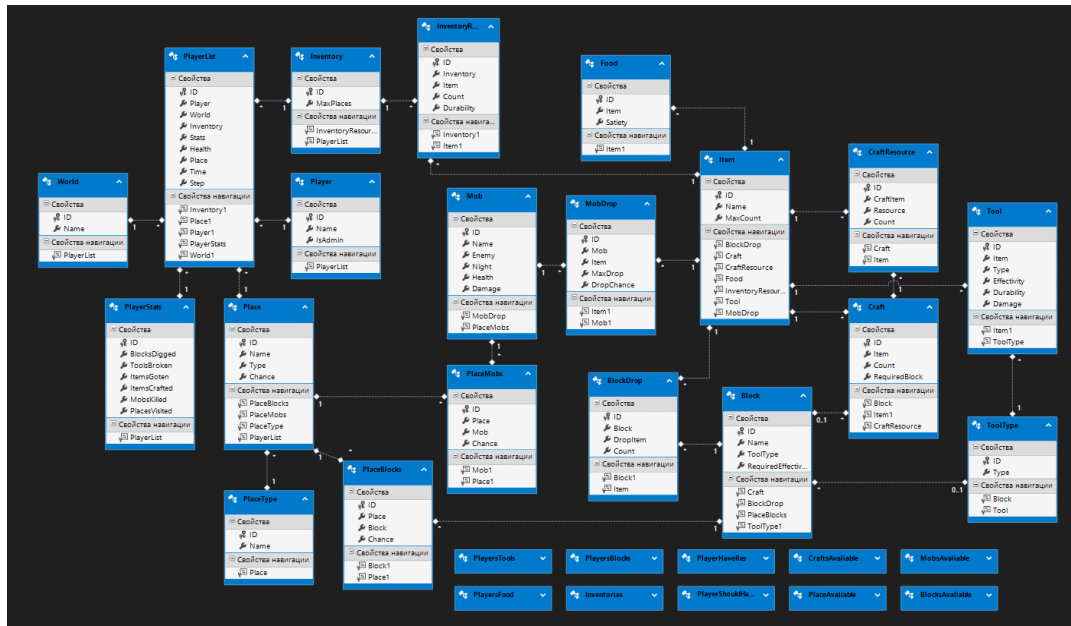 PlayerList
Свойства
ID
Player
World
Inventory
Stats
Health
Place
Time
Step
Свойства навигации
Inventory1
Place1
Player1
PlayerStats
World1
Inventory
Свойства
ID
MaxPlaces
Свойства навигации
InventoryResour...
PlayerList
InventoryR...
Свойства
ID
Inventory
Item
Count
Durability
Свойства навига...
Inventory1
Item1
Food
Свойства
ID
Item
Satiety
Свойства навигации
Item1
World
Свойства
ID
Name
Свойства навигации
PlayerList
Player
Свойства
ID
Name
IsAdmin
Свойства навигации
PlayerList
Mob
Свойства
ID
Name
Enemy
Night
Health
Damage
Свойства навигации
MobDrop
PlaceMobs
MobDrop
Свойства
ID
Mob
Item
MaxDrop
DropChance
Свойства навигации
Item1
Mob1
Item
Свойства
ID
Name
MaxCount
Свойства навигации
BlockDrop
Craft
CraftResource
Food
InventoryResour...
Tool
MobDrop
CraftResource
Свойства
ID
CraftItem
Resource
Count
Свойства навигации
Craft
Item
Tool
Свойства
ID
Item
Type
Effectivity
Durability
Damage
Свойства навигации
Item1
ToolType
PlayerStats
Свойства
ID
BlocksDigged
ToolsBroken
ItemsGoten
ItemsCrafted
MobsKilled
PlacesVisited
Свойства навигации
PlayerList
Place
Свойства
ID
Name
Type
Chance
Свойства навигации
PlaceBlocks
PlaceMobs
PlaceType
PlayerList
PlaceMobs
Свойства
ID
Place
Mob
Chance
Свойства навигации
Mob1
Place1
BlockDrop
Свойства
ID
Block
DropItem
Count
Свойства навигации
Block1
Item
Block
Свойства
ID
Name
ToolType
RequiredEffectiv...
Свойства навигации
Craft
BlockDrop
PlaceBlocks
ToolType1
Craft
Свойства
ID
Item
Count
RequiredBlock
Свойства навигации
Block
Item1
CraftResource
ToolType
Свойства
ID
Type
Свойства навигации
Block
Tool
PlaceType
Свойства
ID
Name
Свойства навигации
Place
PlaceBlocks
Свойства
ID
Place
Block
Chance
Свойства навигации
Block1
Place1
PlayersTools
PlayersBlocks
PlayerHaveRes
CraftsAvaliable
MobsAvaliable
PlayersFood
Inventories
PlayerShouldHa...
PlaceAvaliable
BlocksAvaliable